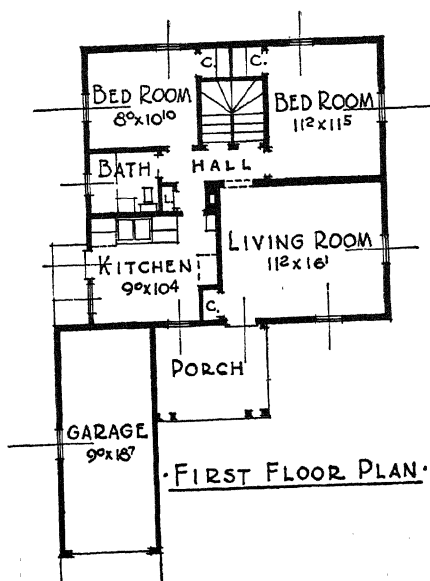 C. C.
BED ROOM
8⁰x10¹⁰
BED ROOM
11²x11⁵
BATH
HALL
L
LIVING ROOM
11²x16¹
KITCHEN
9⁰x10⁴
C.
PORCH
GARAGE
9⁰x18⁷
·FIRST FLOOR PLAN·